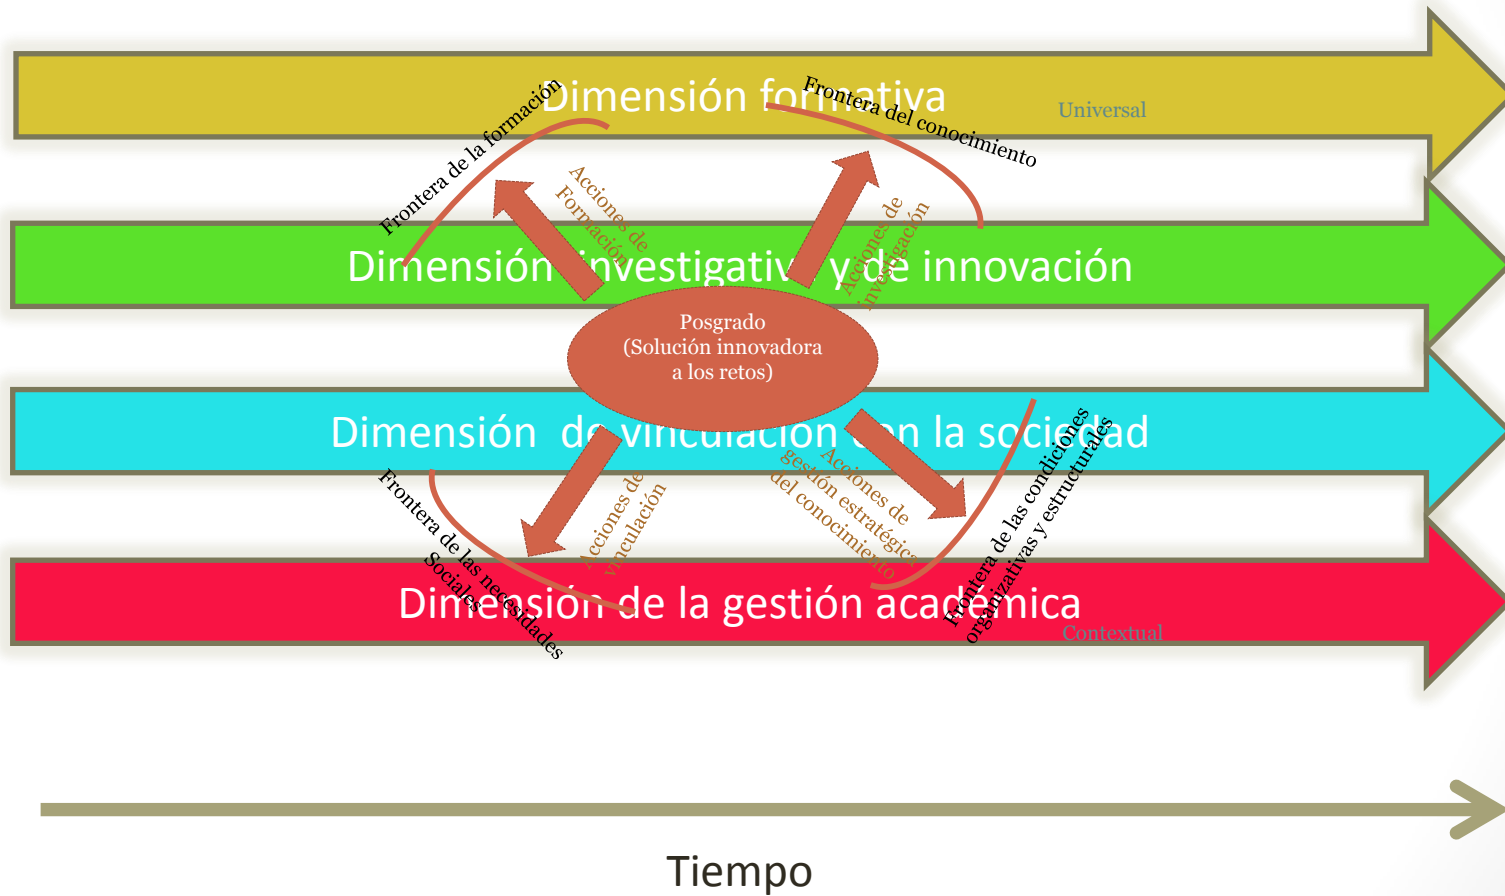 Dimensión formativa
Universal
Frontera de la formación
Frontera del conocimiento
Acciones de
Formación
Acciones de
investigación
Dimensión investigativa y de innovación
Posgrado
(Solución innovadora
a los retos)
Dimensión de vinculación con la sociedad
Acciones de
vinculación
Acciones de
gestión estratégica
del conocimiento
Frontera de las necesidades
Sociales
Frontera de las condiciones
organizativas y estructurales
Dimensión de la gestión académica
Contextual
Tiempo